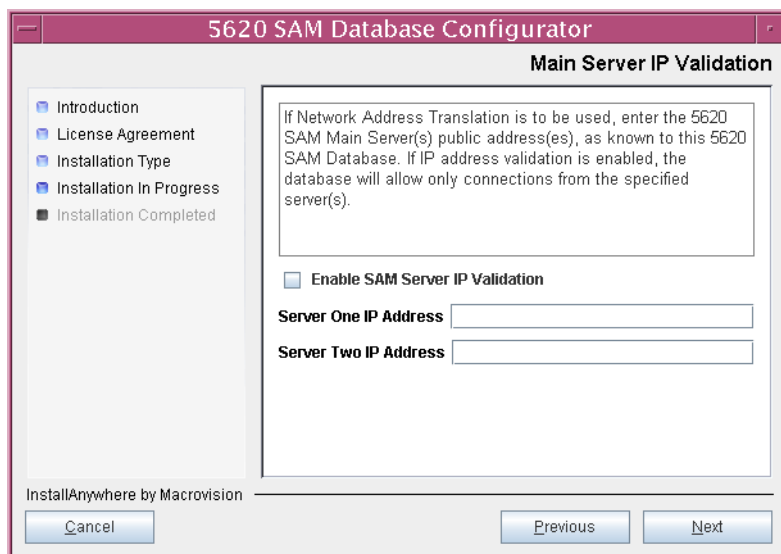 5620 SAM Database Configurator
Main Server IP Validation
Introduction
License Agreement
Installation Type
Installation In Progress
Installation Completed
If Network Address Translation is to be used, enter the 5620
SAM Main Server(s) public address(es), as known to this 5620
SAM Database. If IP address validation is enabled, the
database will allow only connections from the specified
server(s).
Enable SAM Server IP Validation
Server One IP Address
Server Two IP Address
InstallAnywhere by Macrovision
Cancel
Previous
Next